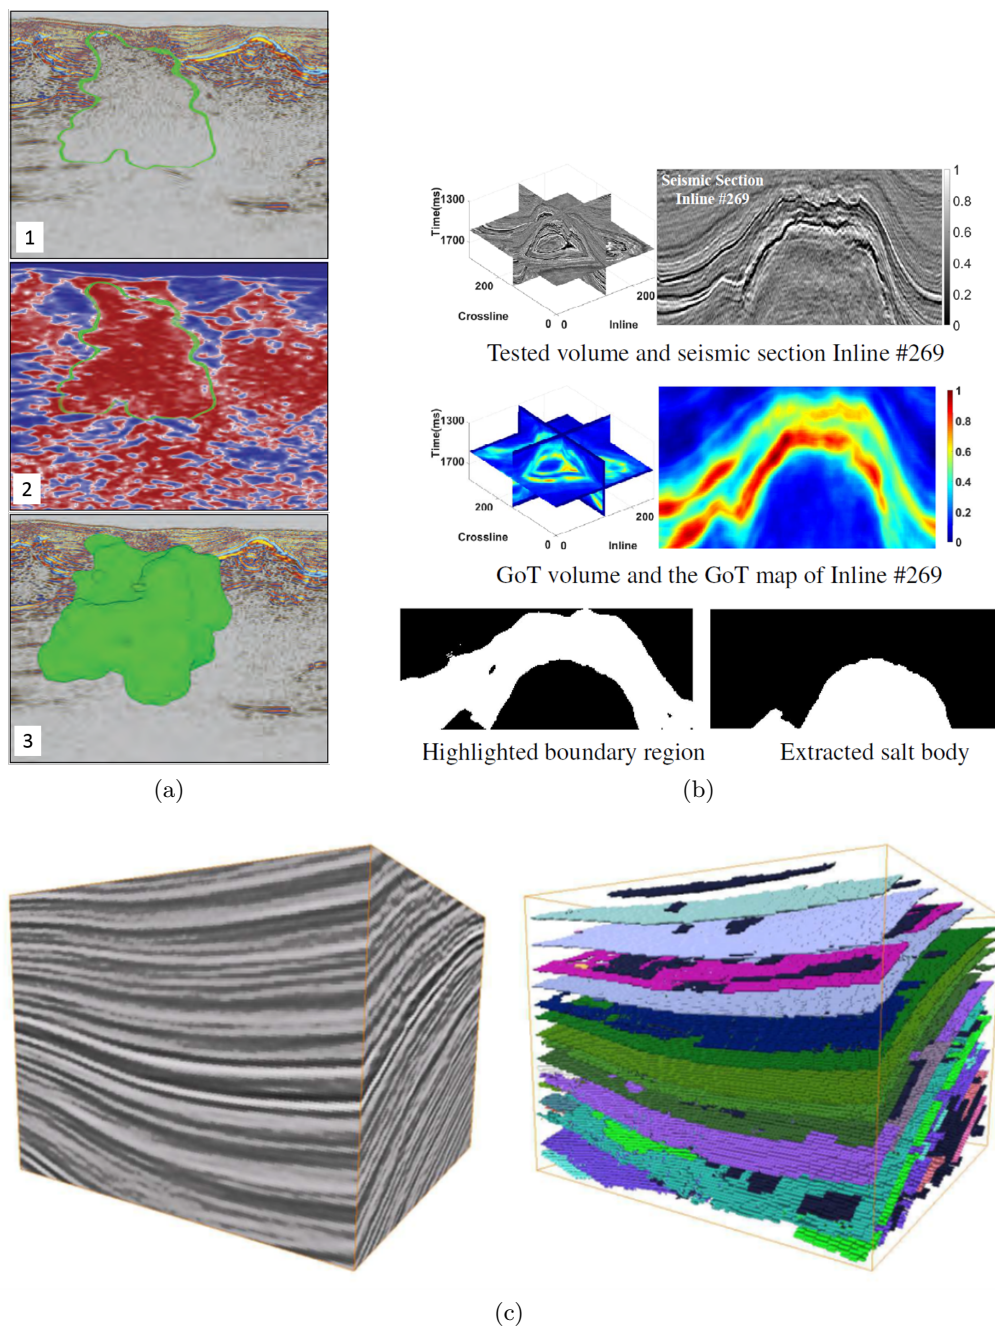 1
2
3
(a)
Time(ms)
1300
1700
200
Crossline
0
0
Inline
200
Seismic Section
Inline #269
1
0.8
0.6
0.4
0.2
0
Tested volume and seismic section Inline #269
Time(ms)
1300
1700
200
Crossline
0
0
Inline
200
1
0.8
0.6
0.4
0.2
0
GoT volume and the GoT map of Inline #269
Highlighted boundary region
Extracted salt body
(b)
(c)